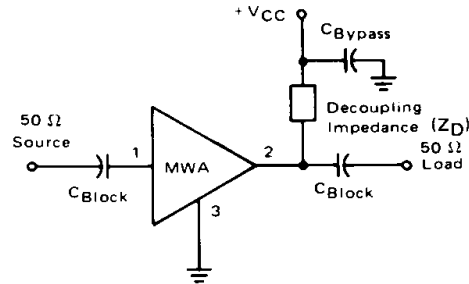 + VCC
CBypass
Decoupling
Impedance (ZD)
50 Ω
Source
1
MWA
2
50 Ω
Load
CBlock
3
CBlock